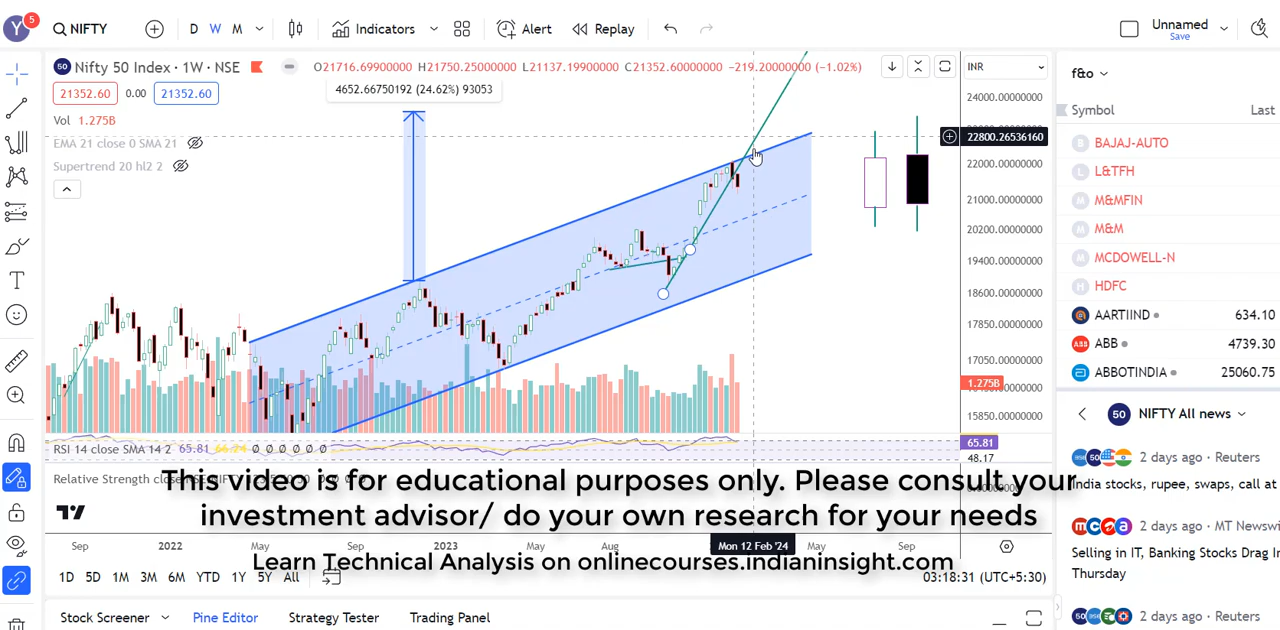 Y 5 NIFTY D W M Indicators Alert Replay Unnamed
Save
50 Nifty 50 Index · 1W · NSE O21716.69900000 H21750.25000000 L21137.19900000 C21352.60000000 −219.20000000 (−1.02%) INR
21352.60 0.00 21352.60
4652.66750192 (24.62%) 93053
Vol 1.275B
EMA 21 close 0 SMA 21
Supertrend 20 hl2 2
24000.00000000
22800.26536160
22000.00000000
21000.00000000
20200.00000000
19400.00000000
18600.00000000
17850.00000000
17050.00000000
1.275B
15850.00000000
RSI 14 close SMA 14 2 65.81 66.24 Ø Ø Ø Ø Ø Ø
65.81
48.17
This video is for educational purposes only. Please consult your
investment advisor/ do your own research for your needs
Learn Technical Analysis on onlinecourses.indianinsight.com
Sep 2022 May Sep 2023 May Aug Mon 12 Feb '24 May Sep
1D 5D 1M 3M 6M YTD 1Y 5Y All 03:18:31 (UTC+5:30)
Stock Screener Pine Editor Strategy Tester Trading Panel
f&o
Symbol Last
B BAJAJ-AUTO
L L&TFH
M M&MFIN
M M&M
M MCDOWELL-N
H HDFC
AARTIIND 634.10
ABB ABB 4739.30
ABBOTINDIA 25060.75
50 NIFTY All news
2 days ago · Reuters
India stocks, rupee, swaps, call at
2 days ago · MT Newswi
Selling in IT, Banking Stocks Drag In
Thursday
2 days ago · Reuters